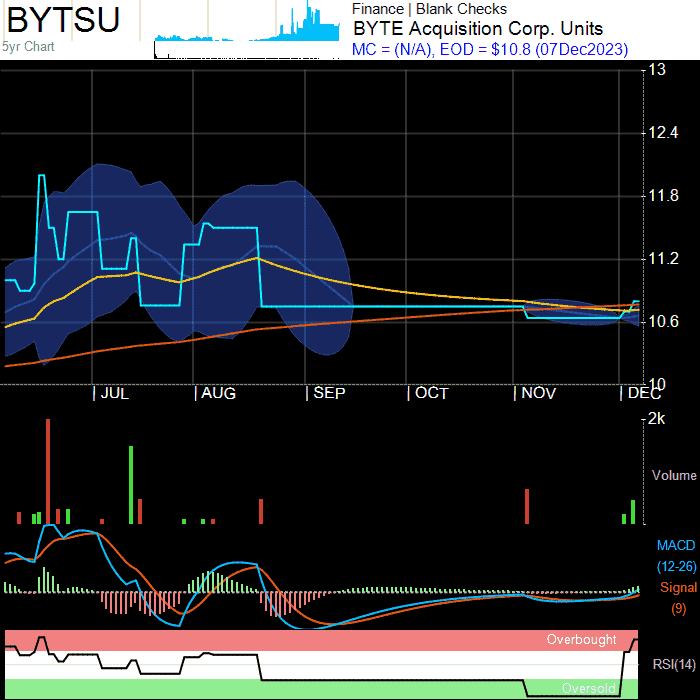 BYTSU
5yr Chart
Finance | Blank Checks
BYTE Acquisition Corp. Units
MC = (N/A), EOD = $10.8 (07Dec2023)
13
12.4
11.8
11.2
10.6
10
| JUL | AUG | SEP | OCT | NOV | DEC
2k
Volume
MACD
(12-26)
Signal
(9)
Overbought
RSI(14)
Oversold